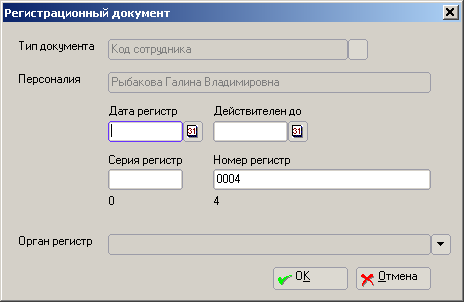 Регистрационный документ
Тип документа Код сотрудника
Персоналия Рыбакова Галина Владимировна
Дата регистр Действителен до
31 31
Серия регистр Номер регистр
0004
0 4
Орган регистр
OK Отмена